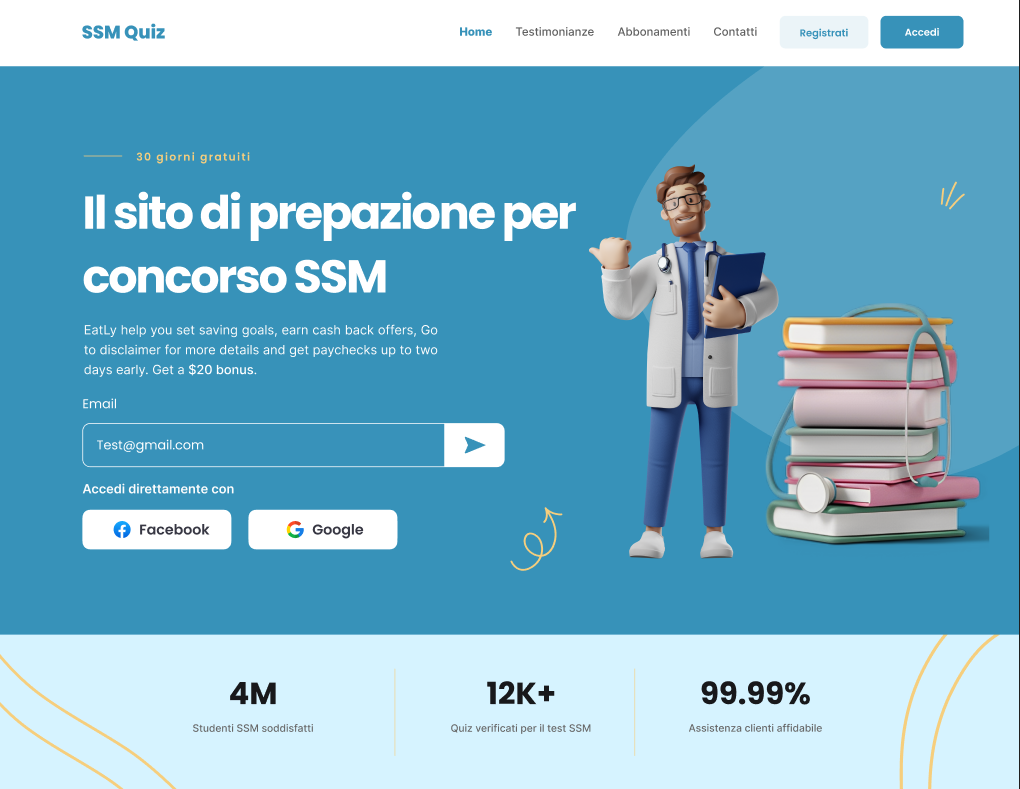 SSM Quiz
Home Testimonianze Abbonamenti Contatti Registrati Accedi
30 giorni gratuiti
Il sito di prepazione per
concorso SSM
EatLy help you set saving goals, earn cash back offers, Go
to disclaimer for more details and get paychecks up to two
days early. Get a $20 bonus.
Email
Test@gmail.com
Accedi direttamente con
Facebook Google
4M 12K+ 99.99%
Studenti SSM soddisfatti Quiz verificati per il test SSM Assistenza clienti affidabile